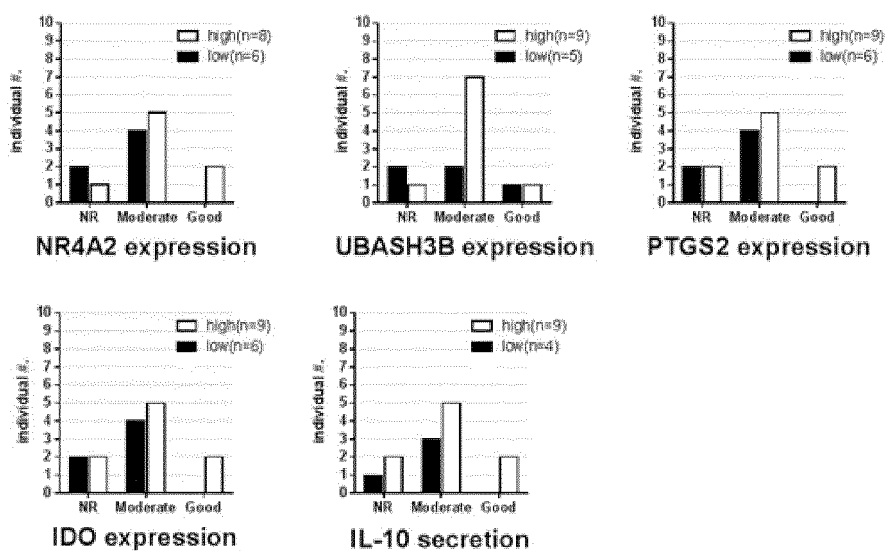 10
9
8
7
6
5
4
3
2
1
0
individual #.
high(n=8)
low(n=6)
NR Moderate Good
NR4A2 expression
10
9
8
7
6
5
4
3
2
1
0
individual #.
high(n=9)
low(n=5)
NR Moderate Good
UBASH3B expression
10
9
8
7
6
5
4
3
2
1
0
individual #.
high(n=9)
low(n=6)
NR Moderate Good
PTGS2 expression
10
9
8
7
6
5
4
3
2
1
0
individual #.
high(n=9)
low(n=6)
NR Moderate Good
IDO expression
10
9
8
7
6
5
4
3
2
1
0
individual #.
high(n=9)
low(n=4)
NR Moderate Good
IL-10 secretion